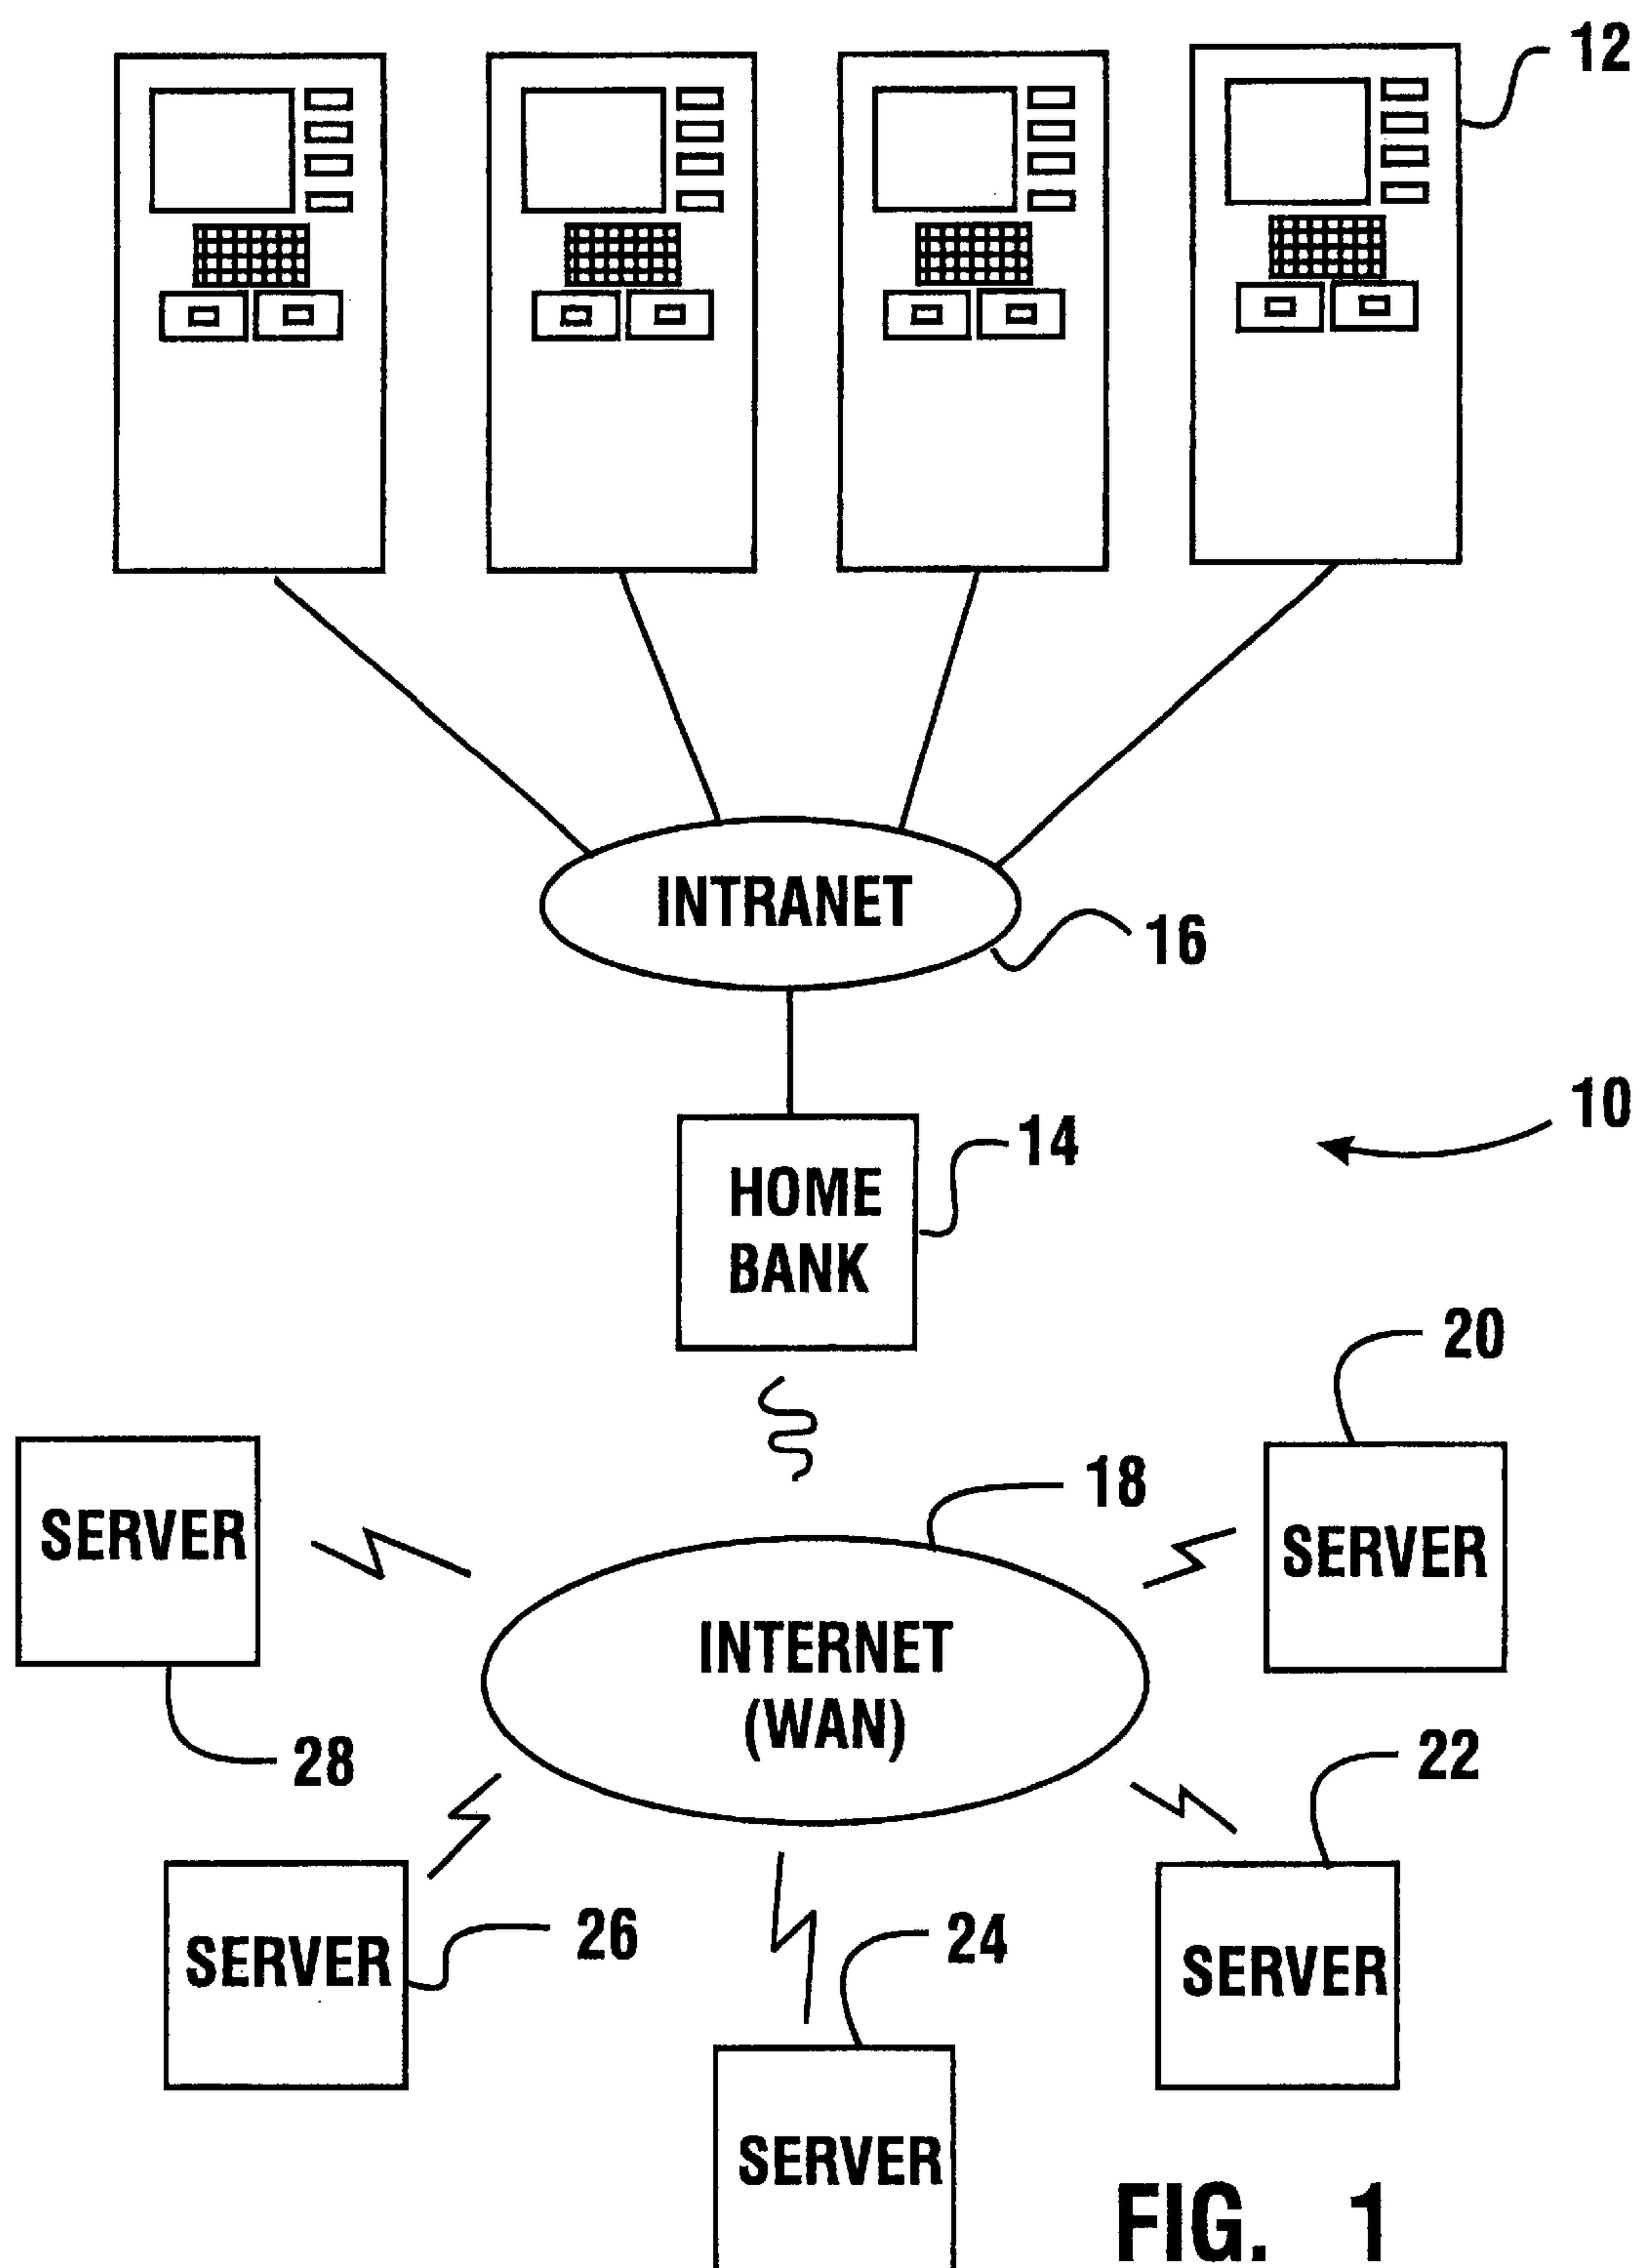 12
INTRANET
16
10
14
HOME
BANK
20
18
SERVER
SERVER
INTERNET
(WAN)
28
22
26
24
SERVER
SERVER
SERVER
FIG. 1